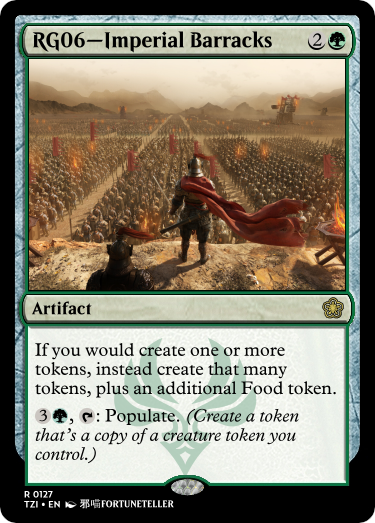 RG06—Imperial Barracks 2
Artifact
If you would create one or more
tokens, instead create that many
tokens, plus an additional Food token.
3, : Populate. (Create a token
that's a copy of a creature token you
control.)
R 0127
TZI • EN 邪喵FORTUNETELLER